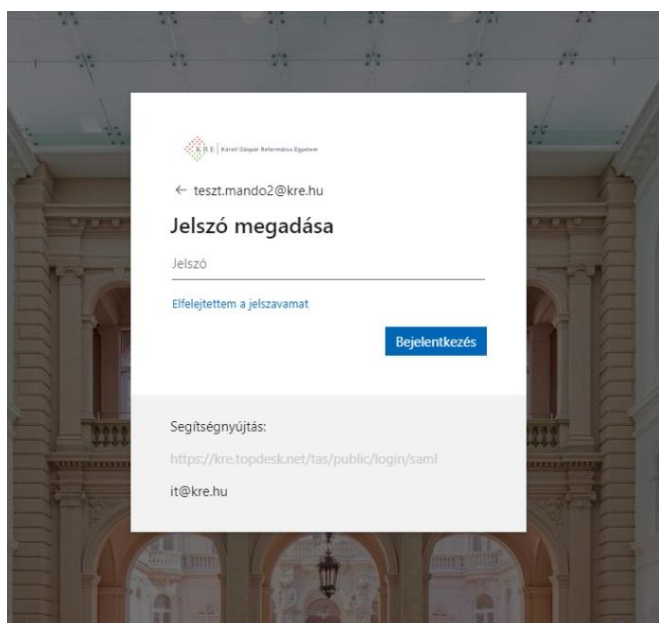 KRE Károli Gáspár Református Egyetem
← teszt.mando2@kre.hu
Jelszó megadása
Jelszó
Elfelejtettem a jelszavamat
Bejelentkezés
Segítségnyújtás:
https://kre.topdesk.net/tas/public/login/saml
it@kre.hu